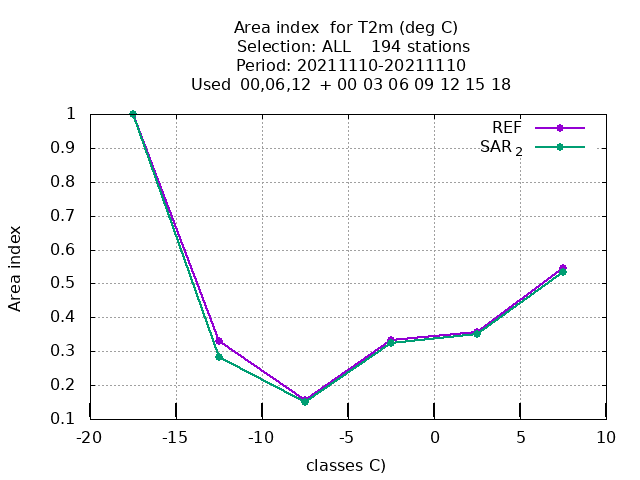 Area index  for T2m (deg C)
Selection: ALL    194 stations
Period: 20211110-20211110
Used  00,06,12  + 00 03 06 09 12 15 18
REF
SAR 2
1
0.9
0.8
0.7
0.6
0.5
0.4
0.3
0.2
0.1
Area index
-20 -15 -10 -5 0 5 10
classes C)